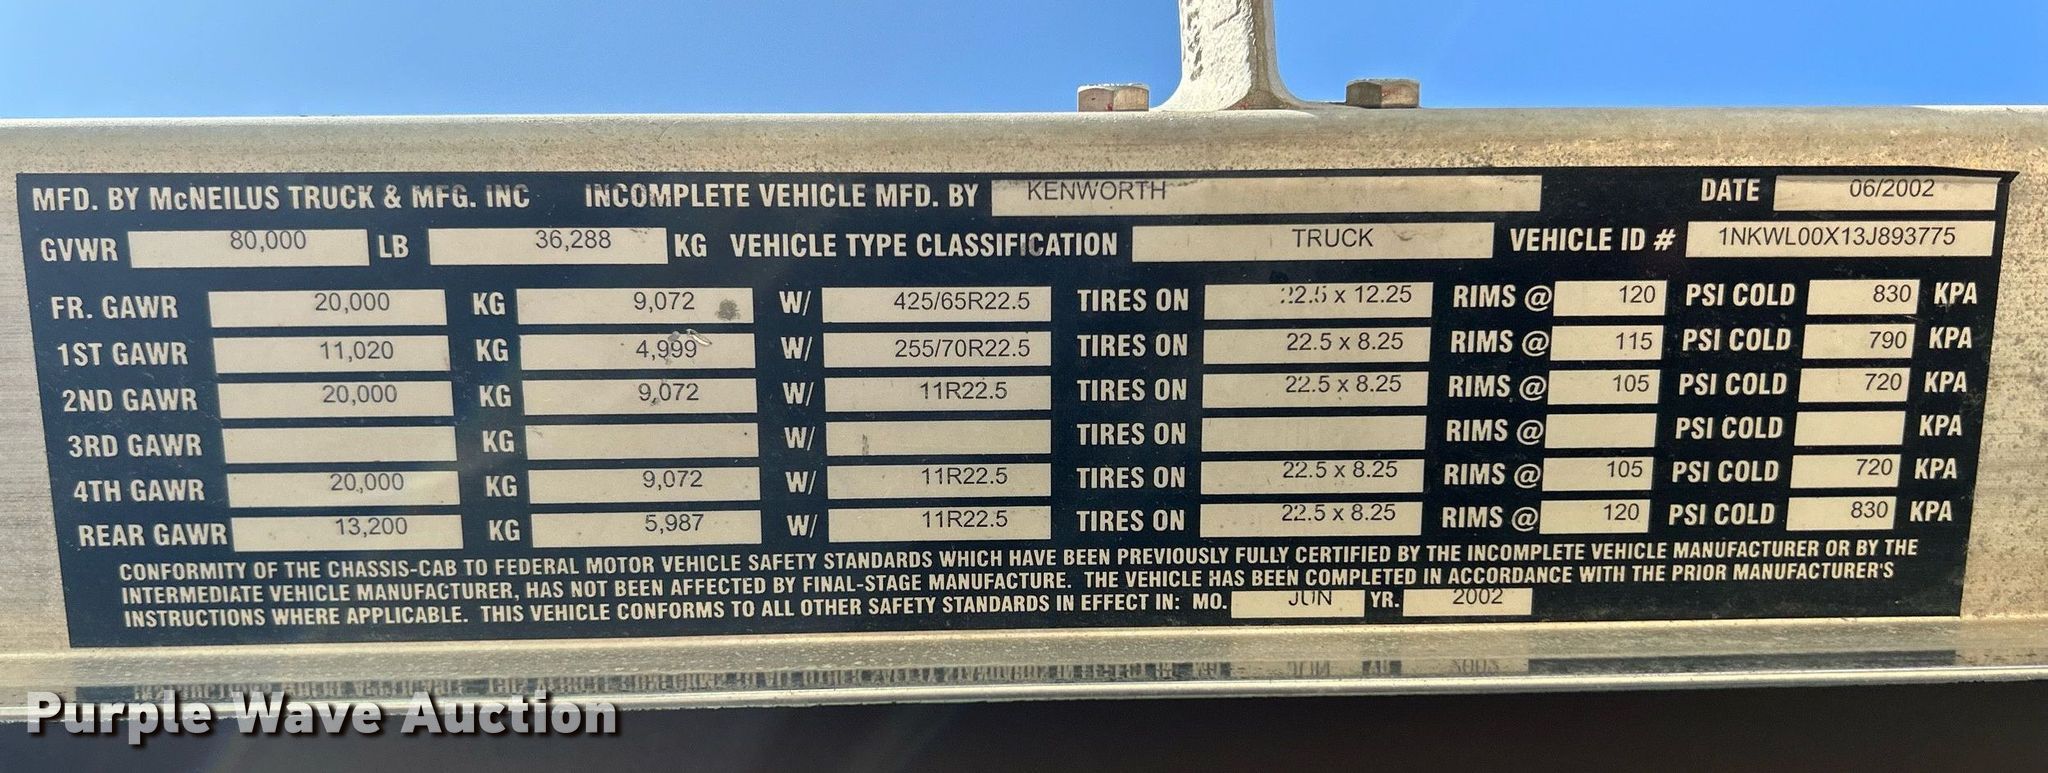 MFD. BY McNEILUS TRUCK & MFG. INC INCOMPLETE VEHICLE MFD. BY KENWORTH DATE 06/2002
GVWR 80,000 LB 36,288 KG VEHICLE TYPE CLASSIFICATION TRUCK VEHICLE ID # 1NKWL00X13J893775
FR. GAWR 20,000 KG 9,072 W/ 425/65R22.5 TIRES ON 22.5 x 12.25 RIMS @ 120 PSI COLD 830 KPA
1ST GAWR 11,020 KG 4,999 W/ 255/70R22.5 TIRES ON 22.5 x 8.25 RIMS @ 115 PSI COLD 790 KPA
2ND GAWR 20,000 KG 9,072 W/ 11R22.5 TIRES ON 22.5 x 8.25 RIMS @ 105 PSI COLD 720 KPA
3RD GAWR KG W/ TIRES ON RIMS @ PSI COLD KPA
4TH GAWR 20,000 KG 9,072 W/ 11R22.5 TIRES ON 22.5 x 8.25 RIMS @ 105 PSI COLD 720 KPA
REAR GAWR 13,200 KG 5,987 W/ 11R22.5 TIRES ON 22.5 x 8.25 RIMS @ 120 PSI COLD 830 KPA
CONFORMITY OF THE CHASSIS-CAB TO FEDERAL MOTOR VEHICLE SAFETY STANDARDS WHICH HAVE BEEN PREVIOUSLY FULLY CERTIFIED BY THE INCOMPLETE VEHICLE MANUFACTURER OR BY THE
INTERMEDIATE VEHICLE MANUFACTURER, HAS NOT BEEN AFFECTED BY FINAL-STAGE MANUFACTURE. THE VEHICLE HAS BEEN COMPLETED IN ACCORDANCE WITH THE PRIOR MANUFACTURER'S
INSTRUCTIONS WHERE APPLICABLE. THIS VEHICLE CONFORMS TO ALL OTHER SAFETY STANDARDS IN EFFECT IN: MO. JUN YR. 2002
Purple Wave Auction